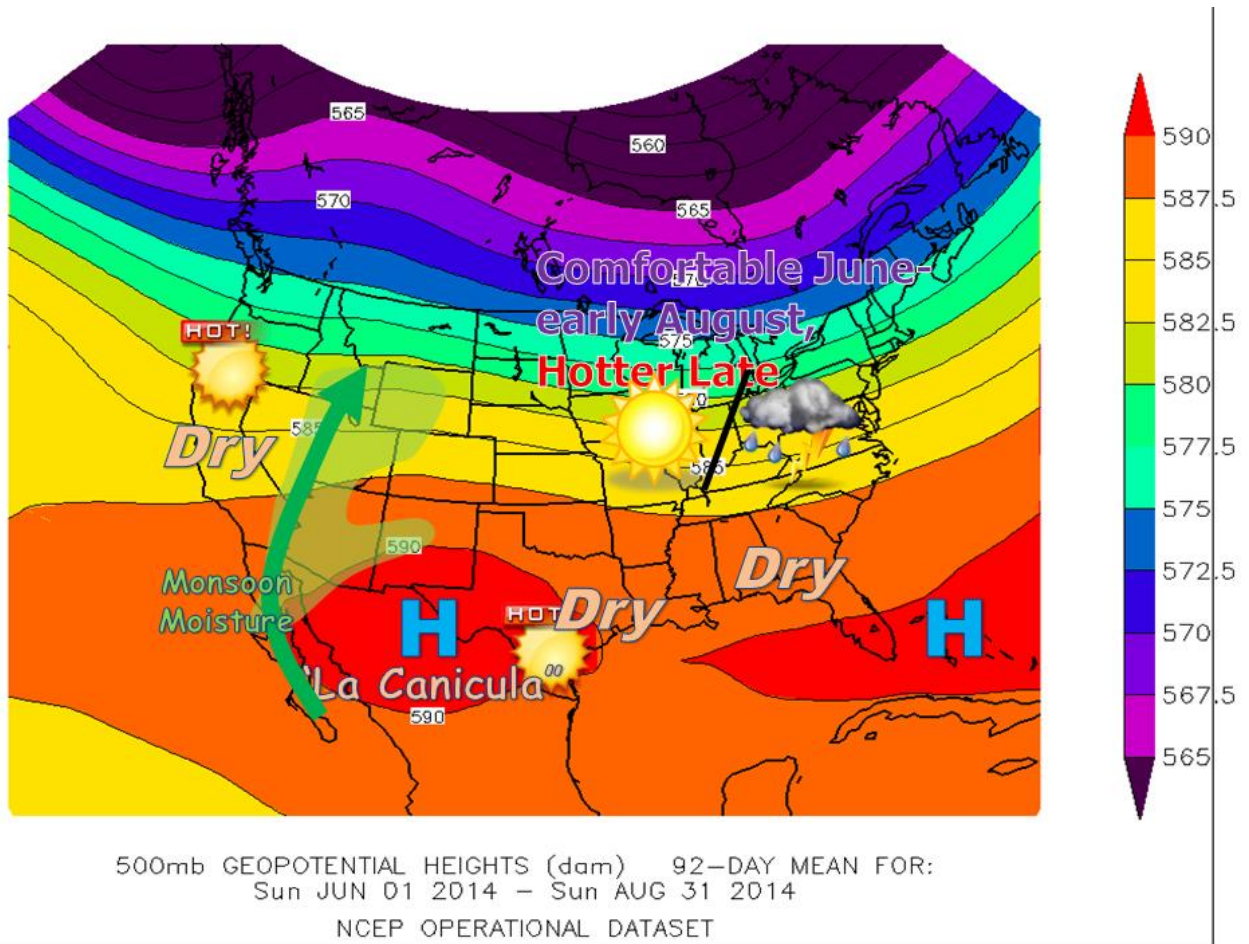 565
560
570
565
Comfortable June-
570
early August,
575
Hotter Late
HOT!
585
Dry
585
590
Monsoon
Moisture
HOT
Dry
Dry
H
H
"La Canicula"
590
590
587.5
585
582.5
580
577.5
575
572.5
570
567.5
565
500mb GEOPOTENTIAL HEIGHTS (dam) 92-DAY MEAN FOR:
Sun JUN 01 2014 - Sun AUG 31 2014
NCEP OPERATIONAL DATASET